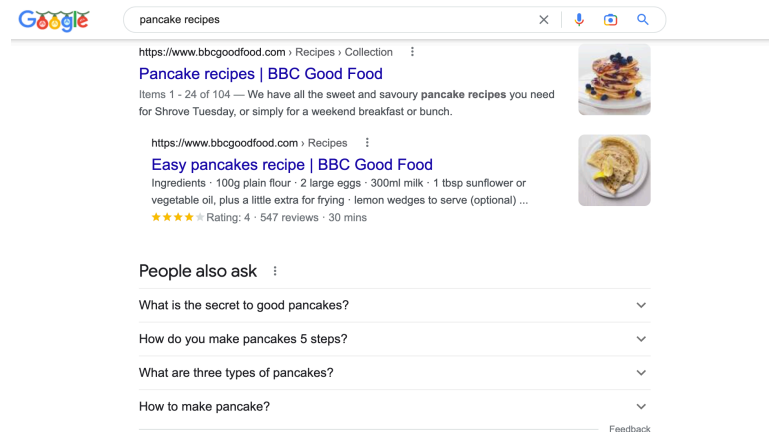 Google
pancake recipes
https://www.bbcgoodfood.com › Recipes › Collection
Pancake recipes | BBC Good Food
Items 1 - 24 of 104 — We have all the sweet and savoury pancake recipes you need
for Shrove Tuesday, or simply for a weekend breakfast or bunch.
https://www.bbcgoodfood.com › Recipes
Easy pancakes recipe | BBC Good Food
Ingredients · 100g plain flour · 2 large eggs · 300ml milk · 1 tbsp sunflower or
vegetable oil, plus a little extra for frying · lemon wedges to serve (optional) ...
Rating: 4 · 547 reviews · 30 mins
People also ask
What is the secret to good pancakes?
How do you make pancakes 5 steps?
What are three types of pancakes?
How to make pancake?
Feedback